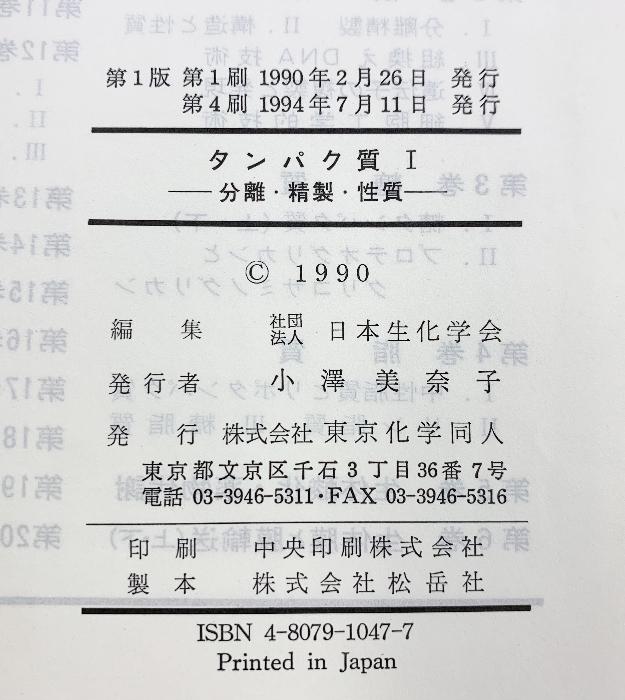 第1版 第1刷 1990年2月26日 発行
第4刷 1994年7月11日 発行
タンパク質 I
——分離・精製・性質——
© 1990
編集 社団法人 日本生化学会
発行者 小澤美奈子
発行 株式会社 東京化学同人
東京都文京区千石3丁目36番7号
電話 03-3946-5311・FAX 03-3946-5316
印刷 中央印刷株式会社
製本 株式会社松岳社
ISBN 4-8079-1047-7
Printed in Japan